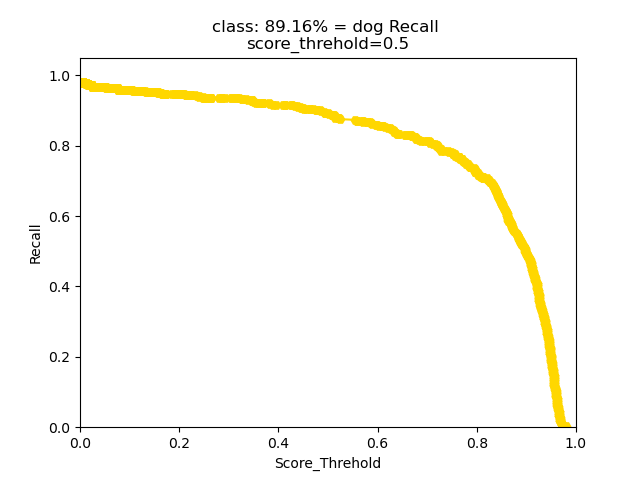 class: 89.16% = dog Recall
score_threhold=0.5
1.0
0.8
0.6
0.4
0.2
0.0
Recall
0.0 0.2 0.4 0.6 0.8 1.0
Score_Threhold